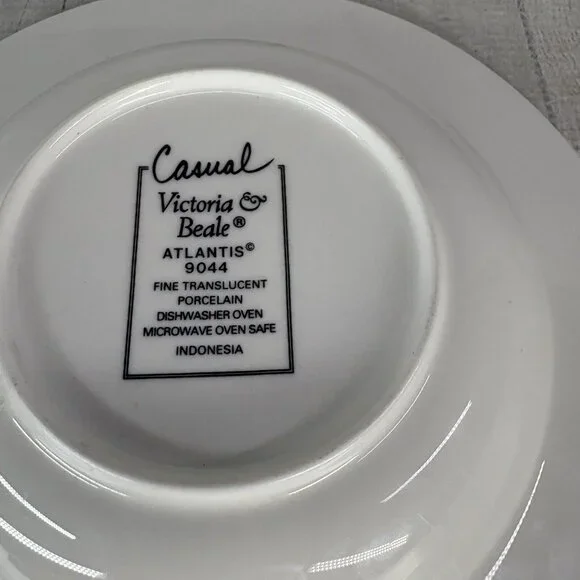 Casual
Victoria &
Beale®
ATLANTIS©
9044
FINE TRANSLUCENT
PORCELAIN
DISHWASHER OVEN
MICROWAVE OVEN SAFE
INDONESIA